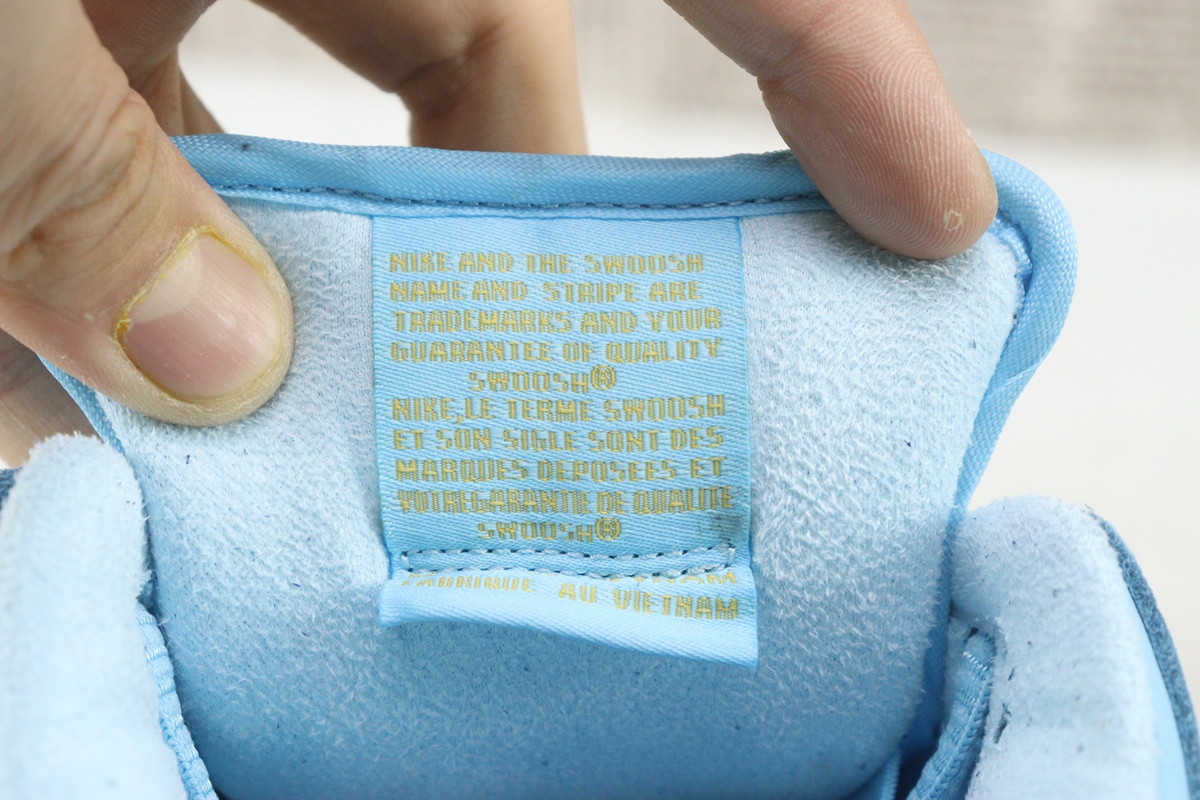 NIKE AND THE SWOOSH
NAME AND STRIPE ARE
TRADEMARKS AND YOUR
GUARANTEE OF QUALITY
SWOOSH®
NIKE,LE TERME SWOOSH
ET SON SIGLE SONT DES
MARQUES DEPOSEES ET
VOTREGARANTIE DE QUALITE
SWOOSH®
AU VIETNAM